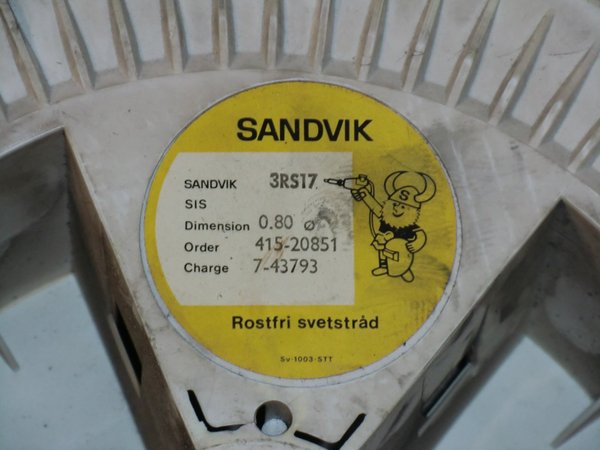 SANDVIK
SANDVIK 3RS17
SIS
Dimension 0.80 ø
Order 415-20851
Charge 7-43793
S
Rostfri svetstråd
Sv-1003-STT